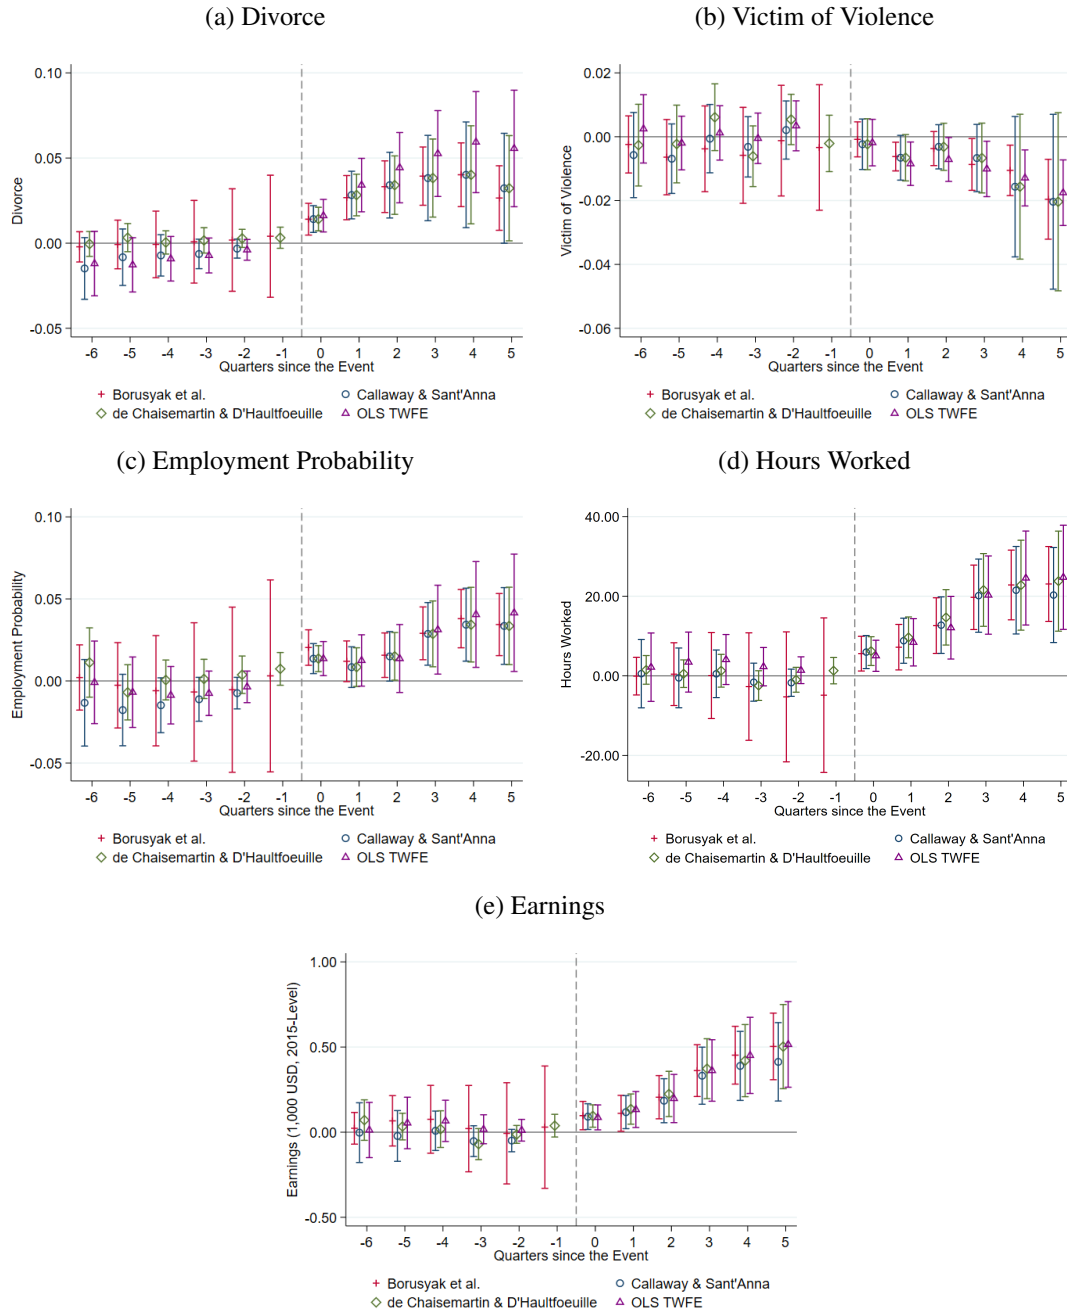 (a) Divorce
(b) Victim of Violence
Divorce
0.10
0.05
0.00
-0.05
-6 -5 -4 -3 -2 -1 0 1 2 3 4 5
Quarters since the Event
Borusyak et al.
Callaway & Sant'Anna
de Chaisemartin & D'Haultfoeuille
OLS TWFE
Victim of Violence
0.02
0.00
-0.02
-0.04
-0.06
-6 -5 -4 -3 -2 -1 0 1 2 3 4 5
Quarters since the Event
Borusyak et al.
Callaway & Sant'Anna
de Chaisemartin & D'Haultfoeuille
OLS TWFE
(c) Employment Probability
(d) Hours Worked
Employment Probability
0.10
0.05
0.00
-0.05
-6 -5 -4 -3 -2 -1 0 1 2 3 4 5
Quarters since the Event
Borusyak et al.
Callaway & Sant'Anna
de Chaisemartin & D'Haultfoeuille
OLS TWFE
Hours Worked
40.00
20.00
0.00
-20.00
-6 -5 -4 -3 -2 -1 0 1 2 3 4 5
Quarters since the Event
Borusyak et al.
Callaway & Sant'Anna
de Chaisemartin & D'Haultfoeuille
OLS TWFE
(e) Earnings
Earnings (1,000 USD, 2015-Level)
1.00
0.50
0.00
-0.50
-6 -5 -4 -3 -2 -1 0 1 2 3 4 5
Quarters since the Event
Borusyak et al.
Callaway & Sant'Anna
de Chaisemartin & D'Haultfoeuille
OLS TWFE